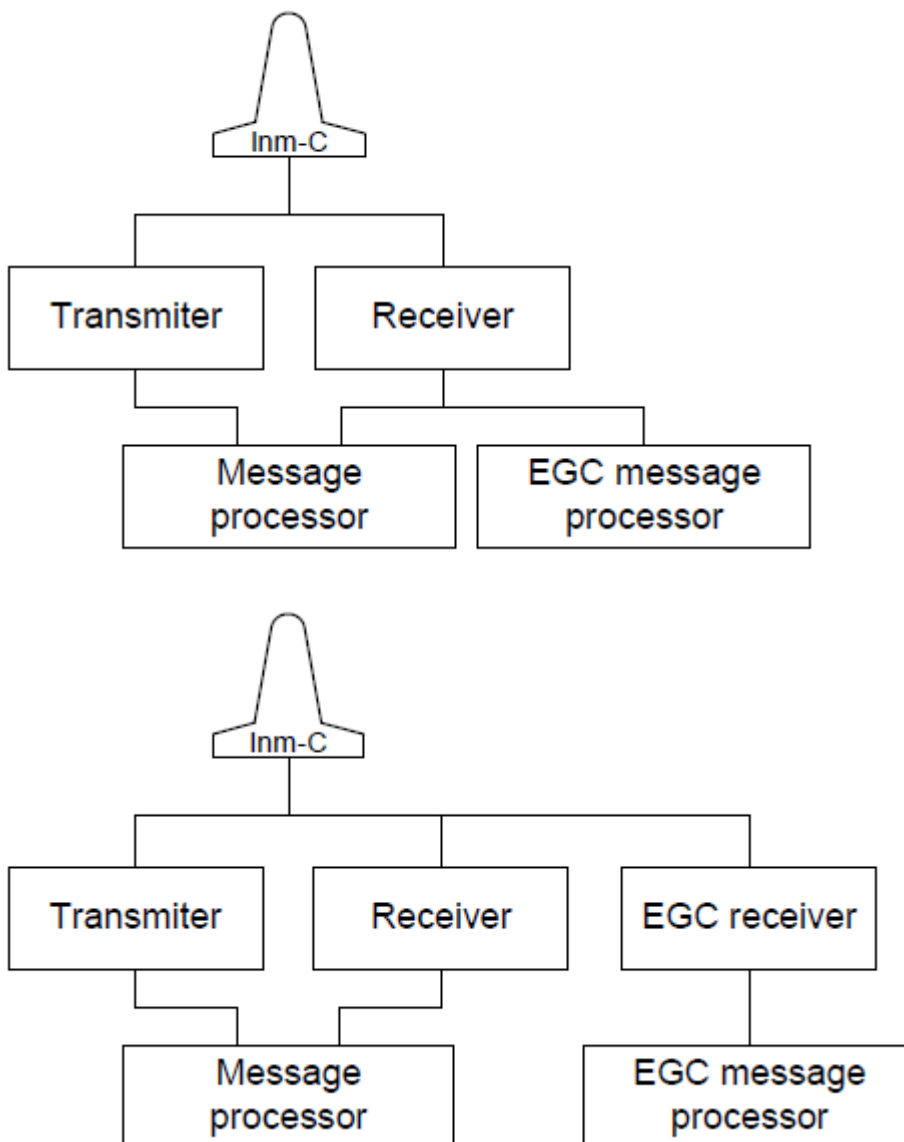 Inm-C
Transmiter
Receiver
Message
processor
EGC message
processor
Inm-C
Transmiter
Receiver
EGC receiver
Message
processor
EGC message
processor